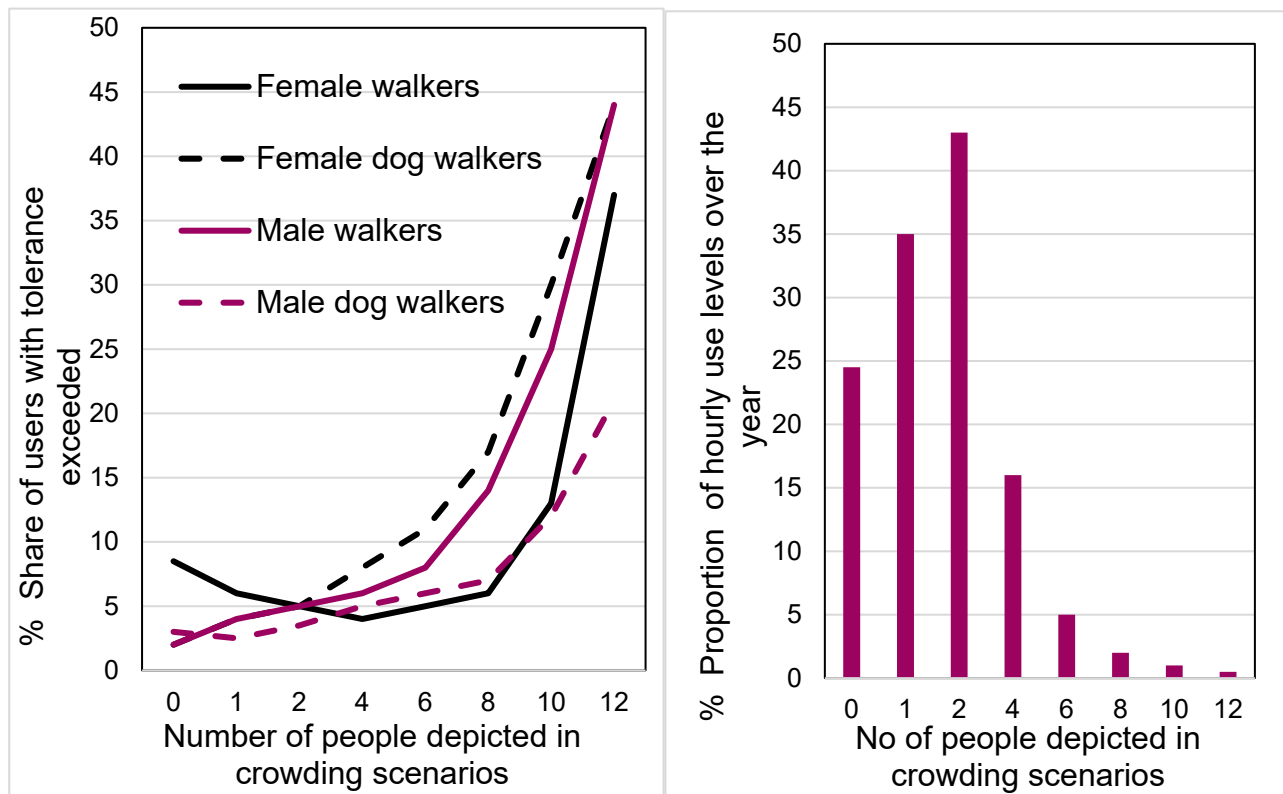 50
45
40
35
30
25
20
15
10
5
0
% Share of users with tolerance
exceeded
Female walkers
Female dog walkers
Male walkers
Male dog walkers
0 1 2 4 6 8 10 12
Number of people depicted in
crowding scenarios
50
45
40
35
30
25
20
15
10
5
0
% Proportion of hourly use levels over the
year
0 1 2 4 6 8 10 12
No of people depicted in
crowding scenarios